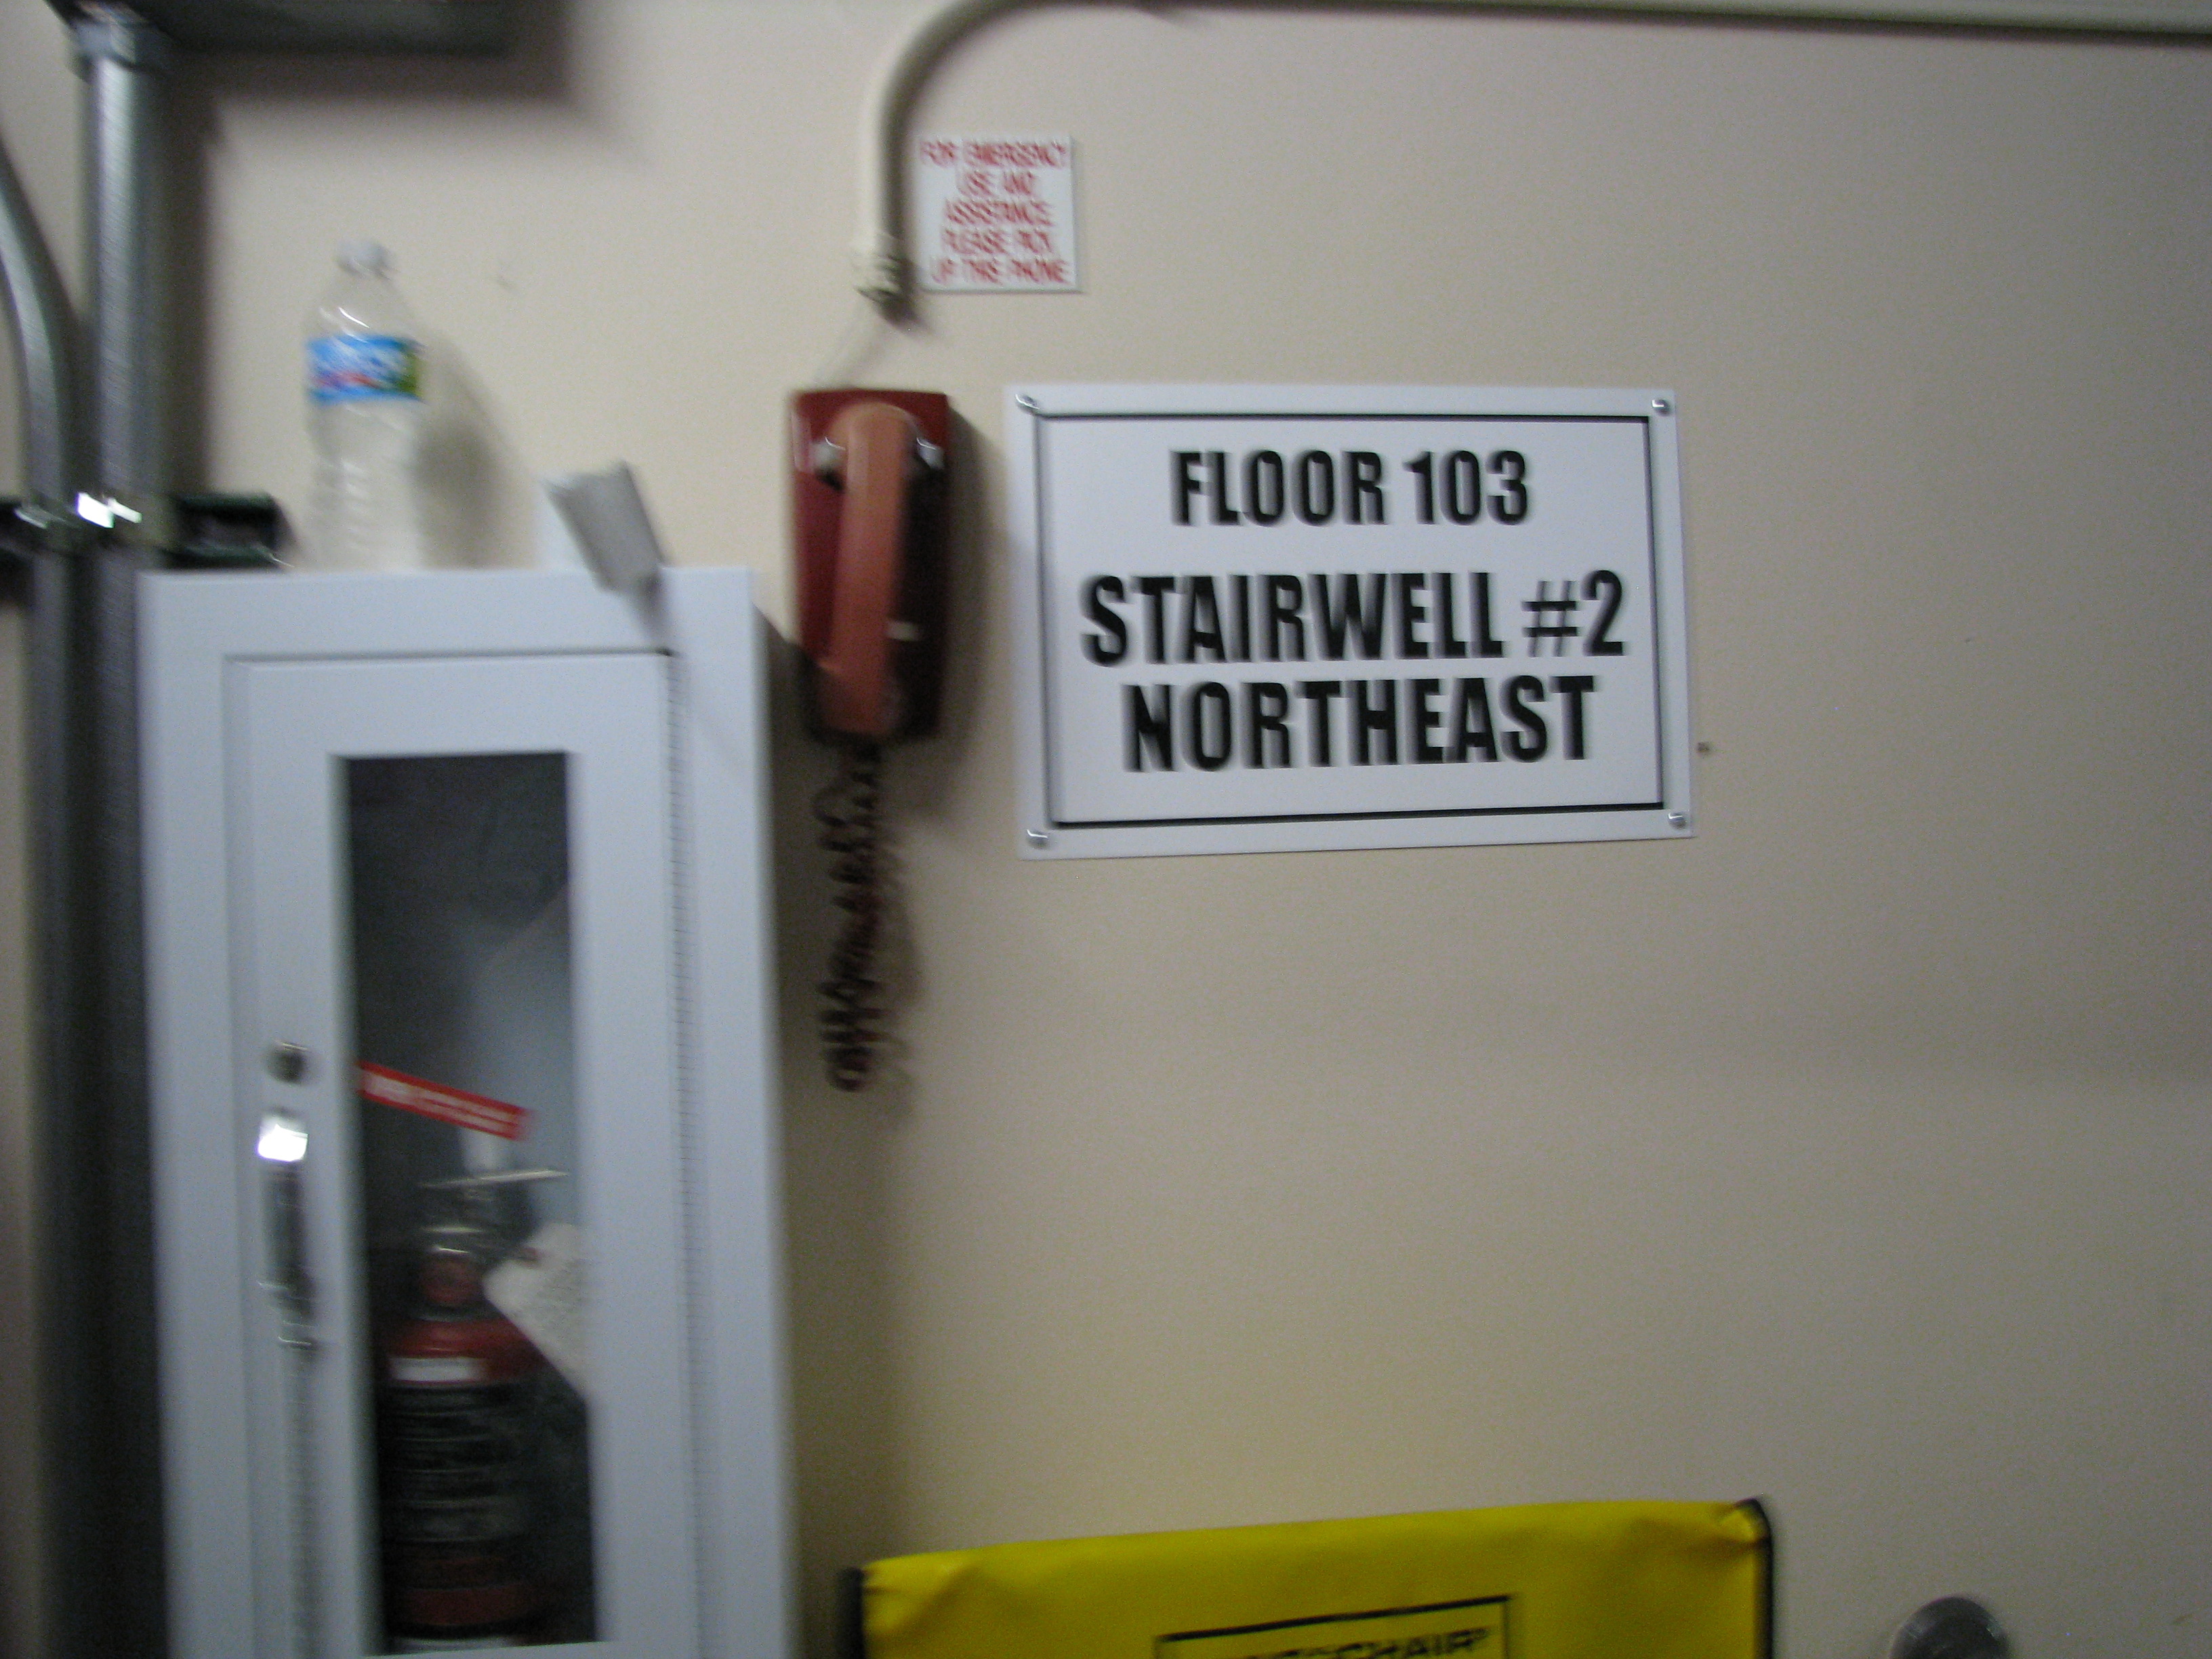 FOR EMERGENCY
USE AND
ASSISTANCE
PLEASE PICK
UP THIS PHONE
FLOOR 103
STAIRWELL #2
NORTHEAST